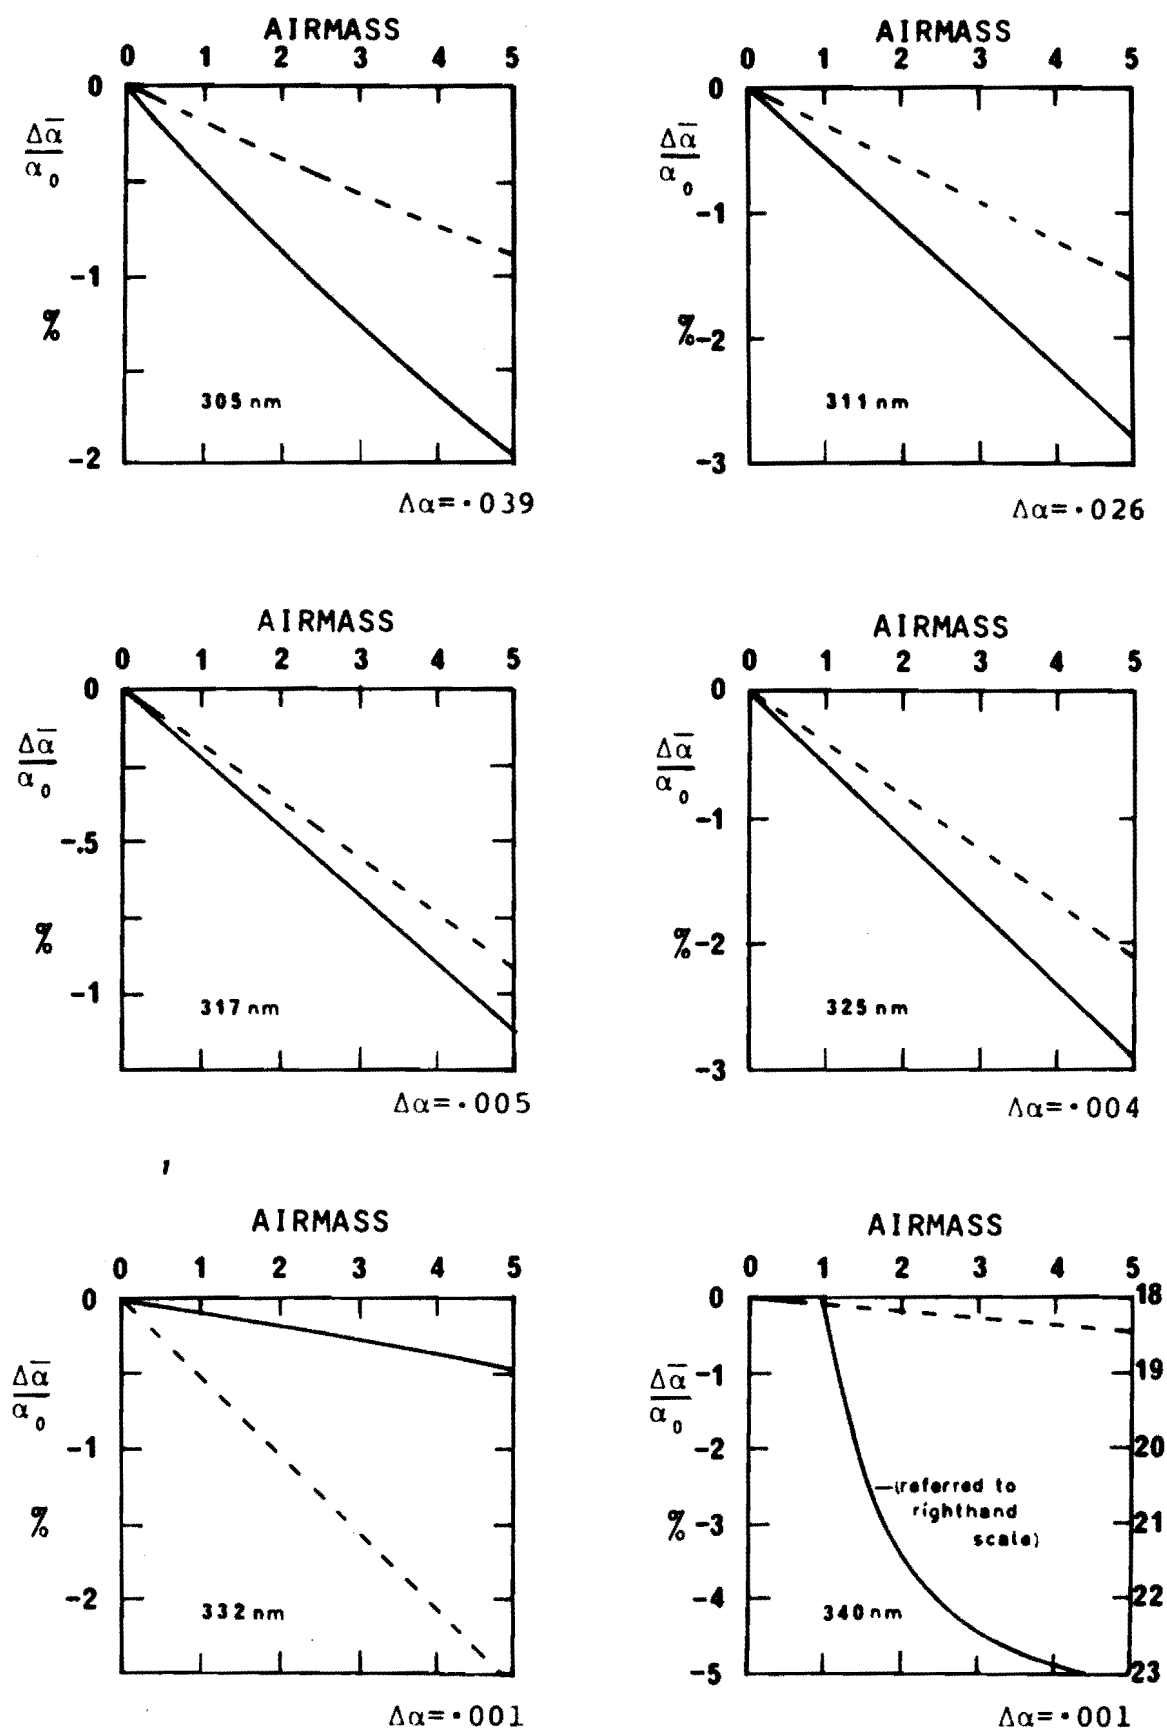 AIRMASS
0 1 2 3 4 5
0
Δα̅
α₀
-1
%
305 nm
-2
Δα=.039
AIRMASS
0 1 2 3 4 5
0
Δα̅
α₀
-1
%-2
311 nm
-3
Δα=.026
AIRMASS
0 1 2 3 4 5
0
Δα̅
α₀
-.5
%
-1
317 nm
Δα=.005
AIRMASS
0 1 2 3 4 5
0
Δα̅
α₀
-1
%-2
325 nm
-3
Δα=.004
AIRMASS
0 1 2 3 4 5
0
Δα̅
α₀
-1
%
-2
332 nm
Δα=.001
AIRMASS
0 1 2 3 4 5
0 18
Δα̅
α₀
-1 19
-2 20
(referred to
righthand
scale)
% -3 21
-4 22
340 nm
-5 23
Δα=.001